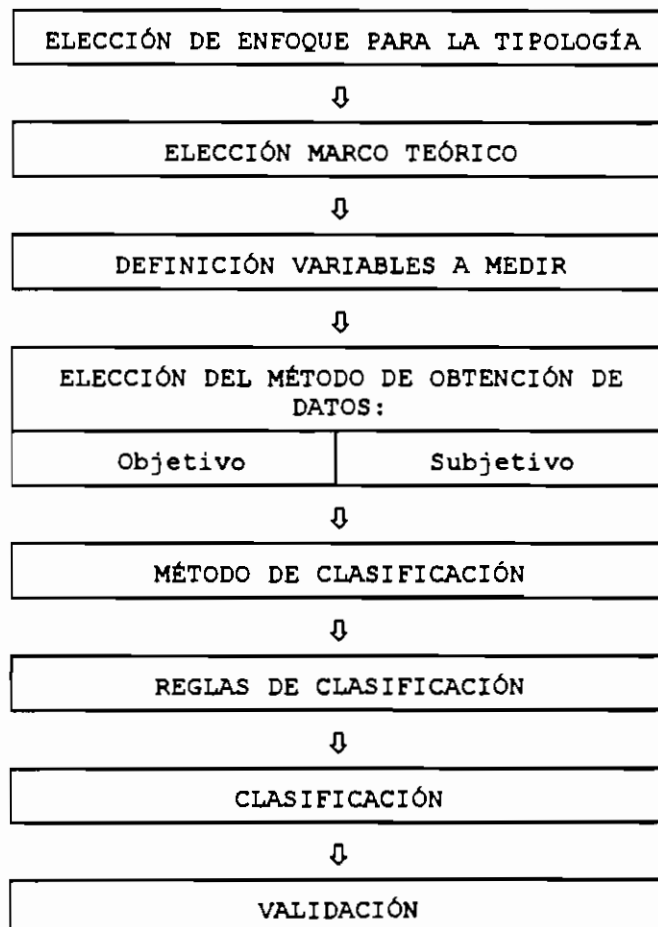 ELECCIÓN DE ENFOQUE PARA LA TIPOLOGÍA
⇩
ELECCIÓN MARCO TEÓRICO
⇩
DEFINICIÓN VARIABLES A MEDIR
⇩
ELECCIÓN DEL MÉTODO DE OBTENCIÓN DE
DATOS:
Objetivo Subjetivo
⇩
MÉTODO DE CLASIFICACIÓN
⇩
REGLAS DE CLASIFICACIÓN
⇩
CLASIFICACIÓN
⇩
VALIDACIÓN